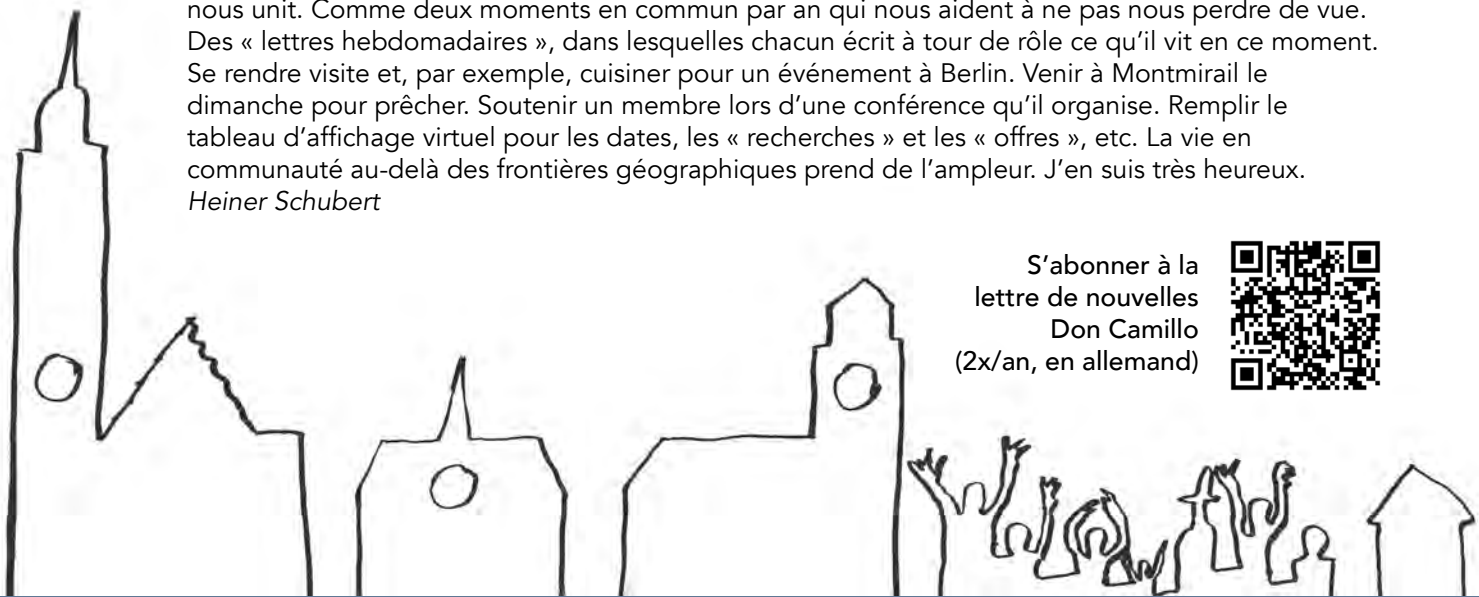 nous unit. Comme deux moments en commun par an qui nous aident à ne pas nous perdre de vue.
Des « lettres hebdomadaires », dans lesquelles chacun écrit à tour de rôle ce qu’il vit en ce moment.
Se rendre visite et, par exemple, cuisiner pour un événement à Berlin. Venir à Montmirail le
dimanche pour prêcher. Soutenir un membre lors d’une conférence qu’il organise. Remplir le
tableau d’affichage virtuel pour les dates, les « recherches » et les « offres », etc. La vie en
communauté au-delà des frontières géographiques prend de l’ampleur. J’en suis très heureux.
Heiner Schubert
S’abonner à la
lettre de nouvelles
Don Camillo
(2x/an, en allemand)